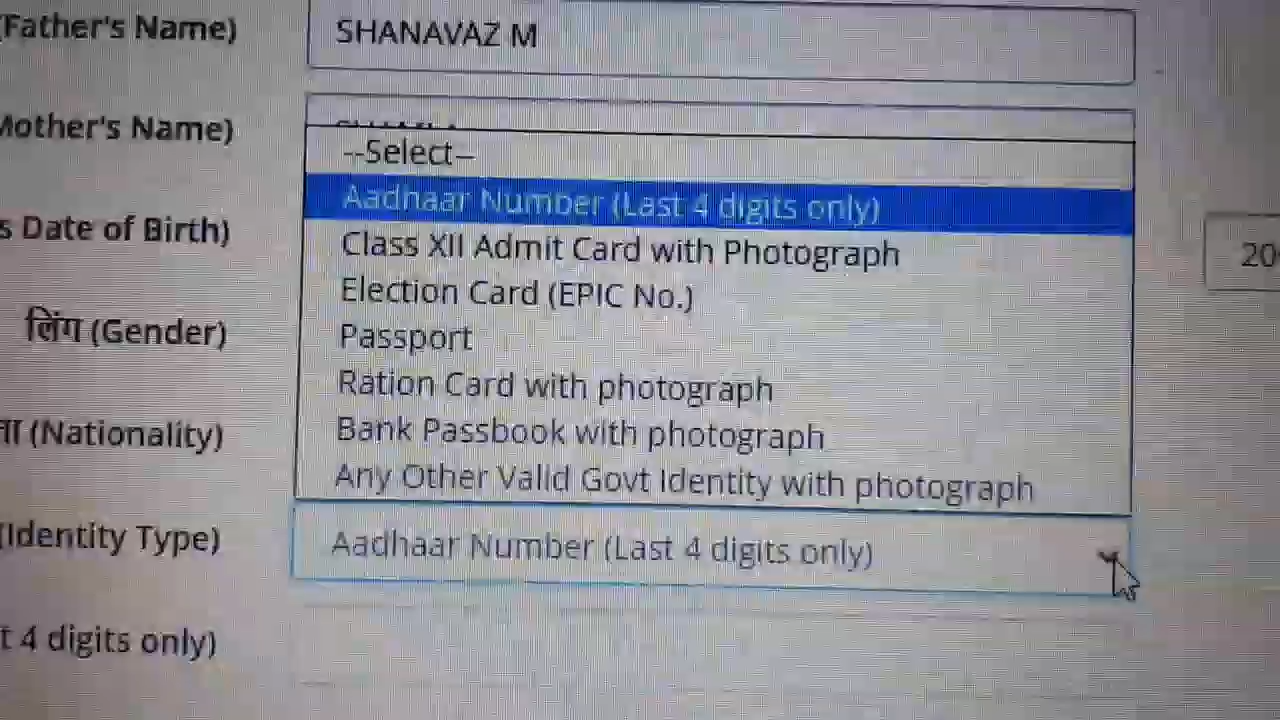 (Father's Name) SHANAVAZ M
Mother's Name)
--Select--
Aadhaar Number (Last 4 digits only)
s Date of Birth)
Class XII Admit Card with Photograph
20
Election Card (EPIC No.)
लिंग (Gender)
Passport
Ration Card with photograph
(Nationality)
Bank Passbook with photograph
Any Other Valid Govt Identity with photograph
(Identity Type) Aadhaar Number (Last 4 digits only)
t 4 digits only)